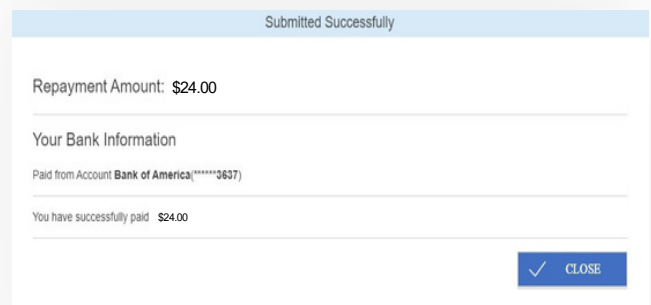 Submitted Successfully
Repayment Amount: $24.00
Your Bank Information
Paid from Account Bank of America(******3637)
You have successfully paid $24.00
CLOSE